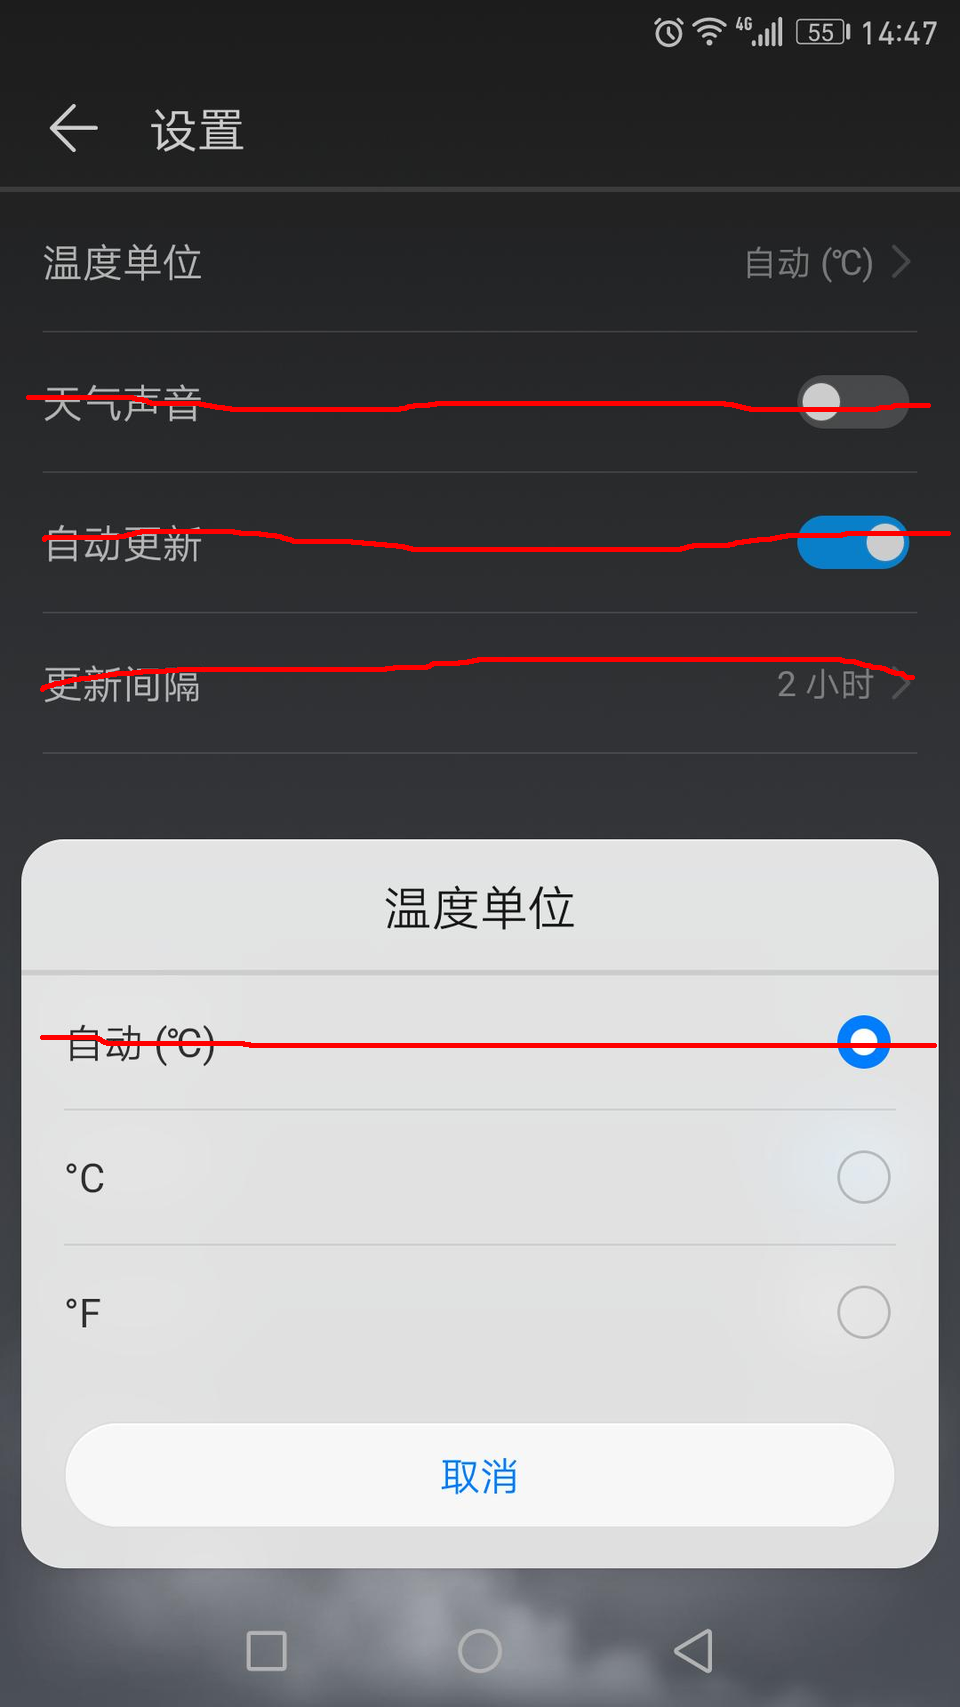 4G 55 14:47
设置
温度单位 自动 (℃)
天气声音
自动更新
更新间隔 2 小时
温度单位
自动 (℃)
°C
°F
取消